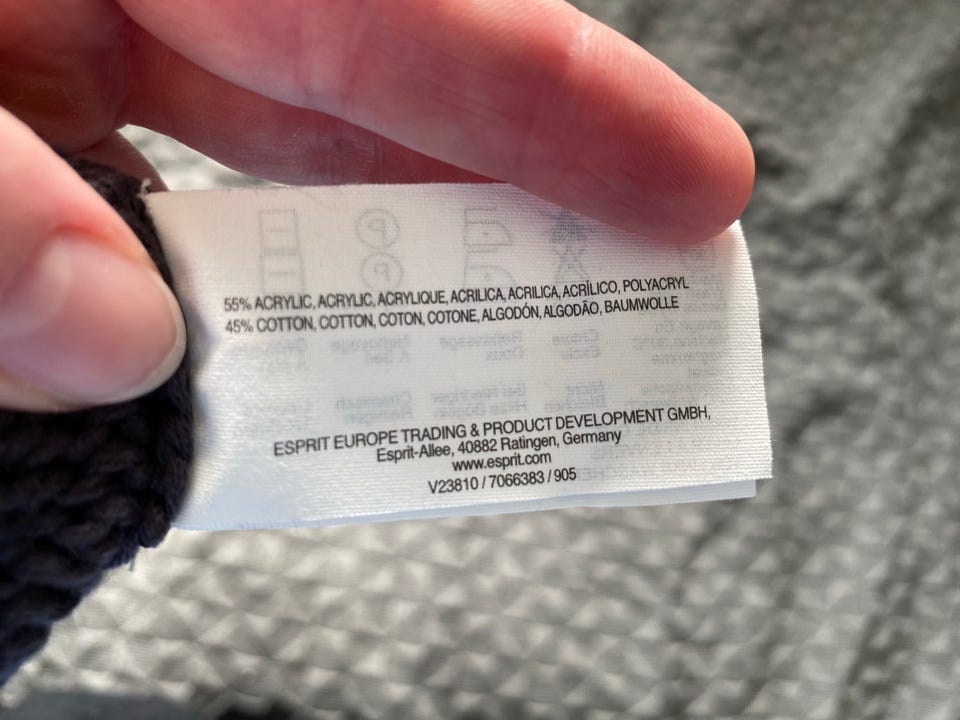 55% ACRYLIC, ACRYLIC, ACRYLIQUE, ACRILICA, ACRILICA, ACRÍLICO, POLYACRYL
45% COTTON, COTTON, COTON, COTONE, ALGODÓN, ALGODÃO, BAUMWOLLE
ESPRIT EUROPE TRADING & PRODUCT DEVELOPMENT GMBH,
Esprit-Allee, 40882 Ratingen, Germany
www.esprit.com
V23810 / 7066383 / 905